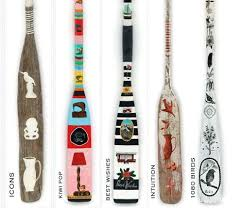 ICONS
KIWI POP
BEST WISHES
INTUITION
1080 BIRDS